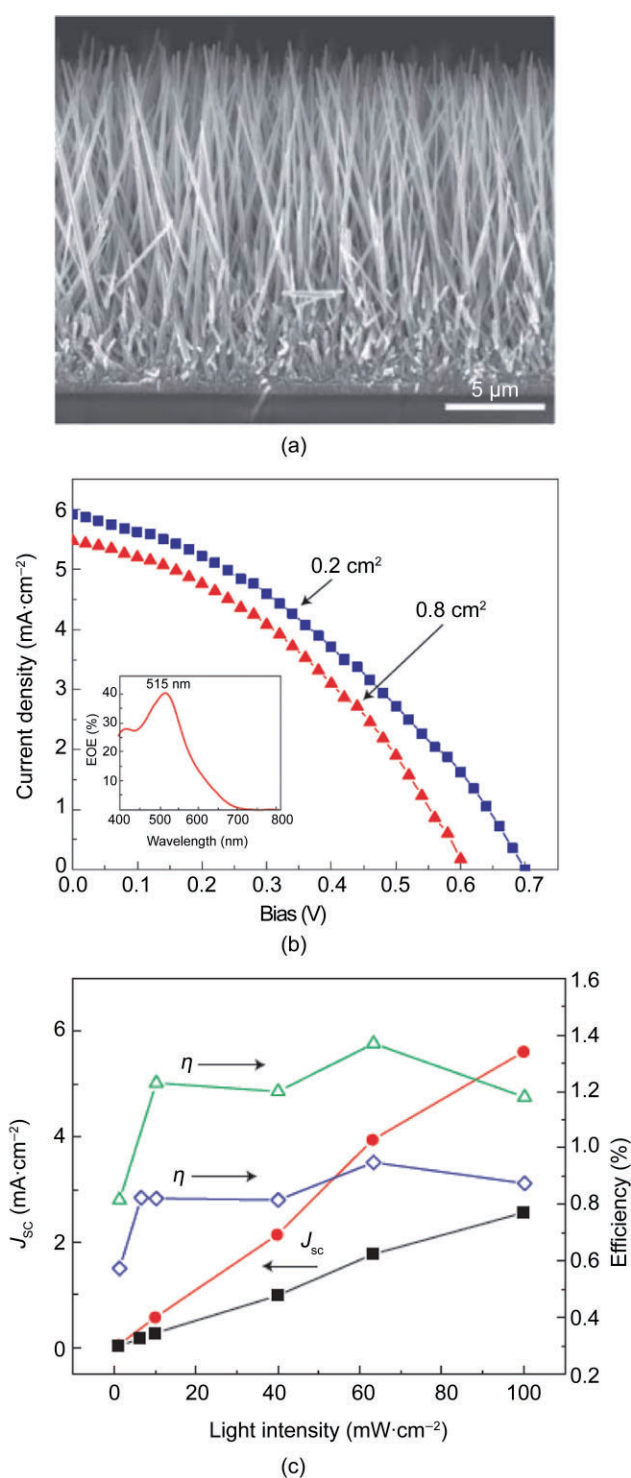 5 µm
(a)
6
5
4
3
2
1
0
Current density (mA·cm⁻²)
0.2 cm²
0.8 cm²
515 nm
40
30
20
10
EOE (%)
400 500 600 700 800
Wavelength (nm)
0.0 0.1 0.2 0.3 0.4 0.5 0.6 0.7
Bias (V)
(b)
6
4
2
0
J_sc (mA·cm⁻²)
η
η
J_sc
1.6
1.4
1.2
1.0
0.8
0.6
0.4
0.2
Efficiency (%)
0 20 40 60 80 100
Light intensity (mW·cm⁻²)
(c)